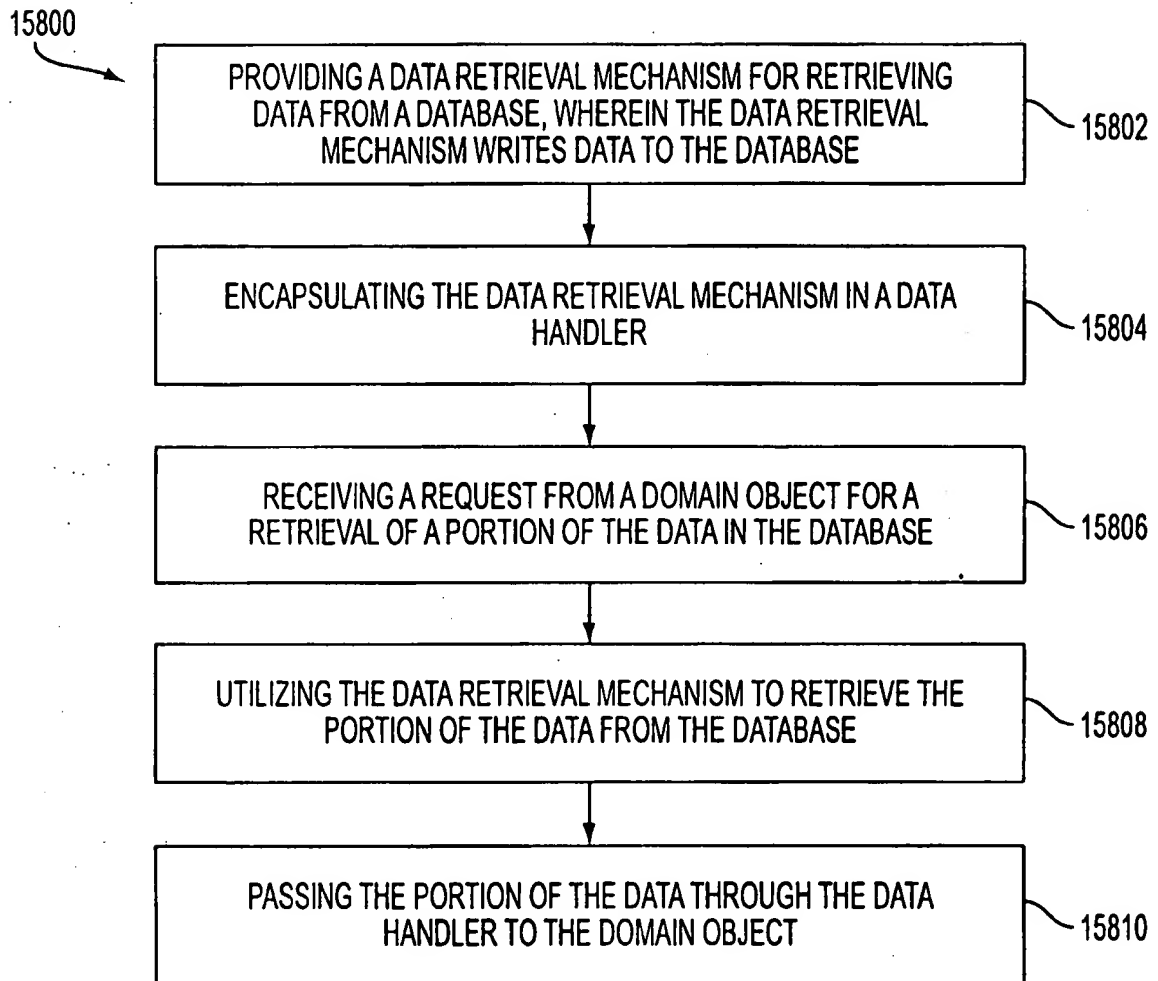 15800
PROVIDING A DATA RETRIEVAL MECHANISM FOR RETRIEVING
DATA FROM A DATABASE, WHEREIN THE DATA RETRIEVAL
MECHANISM WRITES DATA TO THE DATABASE
15802
ENCAPSULATING THE DATA RETRIEVAL MECHANISM IN A DATA
HANDLER
15804
RECEIVING A REQUEST FROM A DOMAIN OBJECT FOR A
RETRIEVAL OF A PORTION OF THE DATA IN THE DATABASE
15806
UTILIZING THE DATA RETRIEVAL MECHANISM TO RETRIEVE THE
PORTION OF THE DATA FROM THE DATABASE
15808
PASSING THE PORTION OF THE DATA THROUGH THE DATA
HANDLER TO THE DOMAIN OBJECT
15810